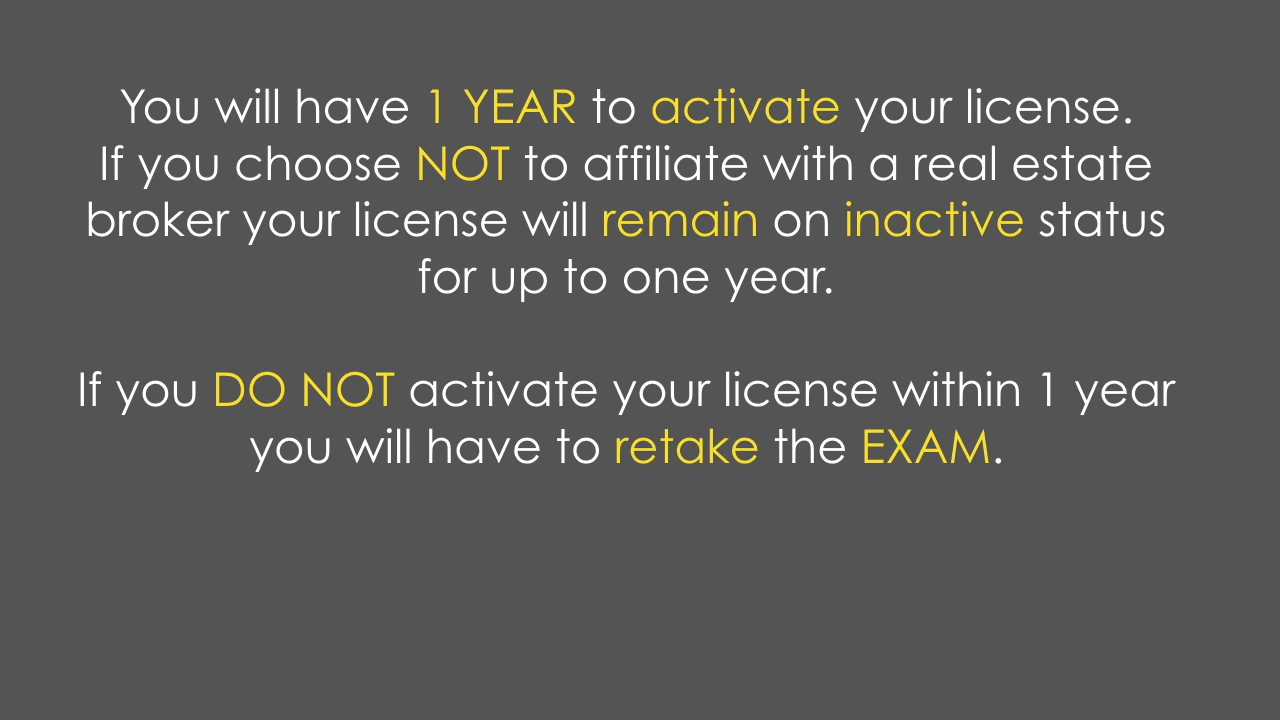 You will have 1 YEAR to activate your license.
If you choose NOT to affiliate with a real estate
broker your license will remain on inactive status
for up to one year.
If you DO NOT activate your license within 1 year
you will have to retake the EXAM.